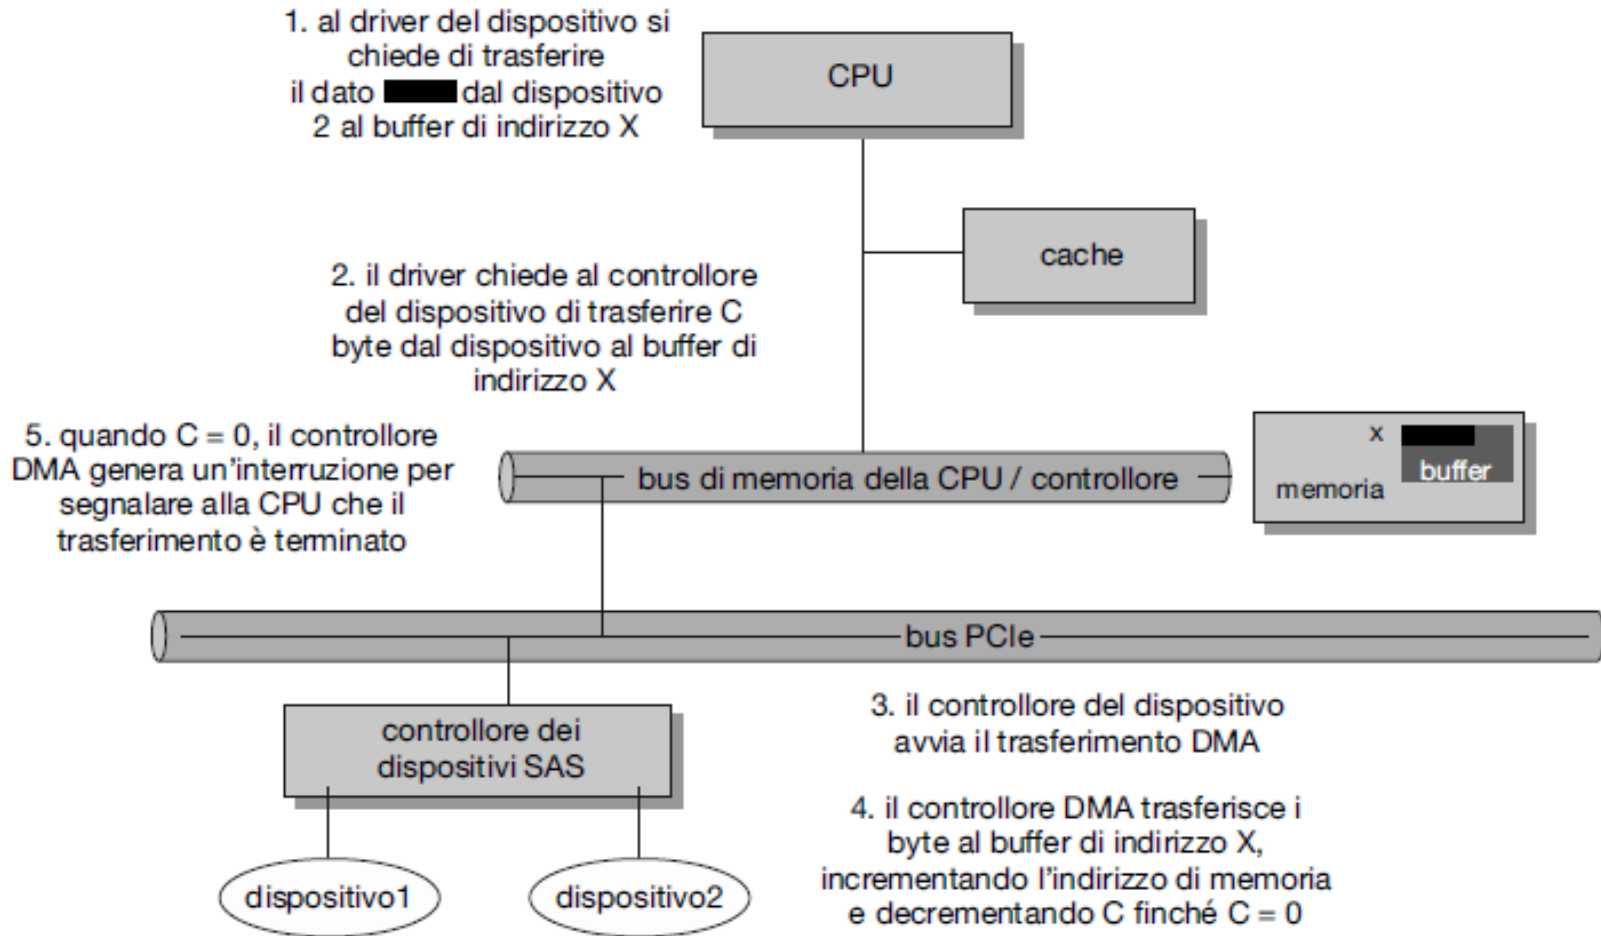 1. al driver del dispositivo si
chiede di trasferire
il dato dal dispositivo
2 al buffer di indirizzo X
CPU
cache
2. il driver chiede al controllore
del dispositivo di trasferire C
byte dal dispositivo al buffer di
indirizzo X
5. quando C = 0, il controllore
DMA genera un’interruzione per
segnalare alla CPU che il
trasferimento è terminato
bus di memoria della CPU / controllore
x
buffer
memoria
bus PCIe
controllore dei
dispositivi SAS
3. il controllore del dispositivo
avvia il trasferimento DMA
4. il controllore DMA trasferisce i
byte al buffer di indirizzo X,
incrementando l’indirizzo di memoria
e decrementando C finché C = 0
dispositivo1
dispositivo2